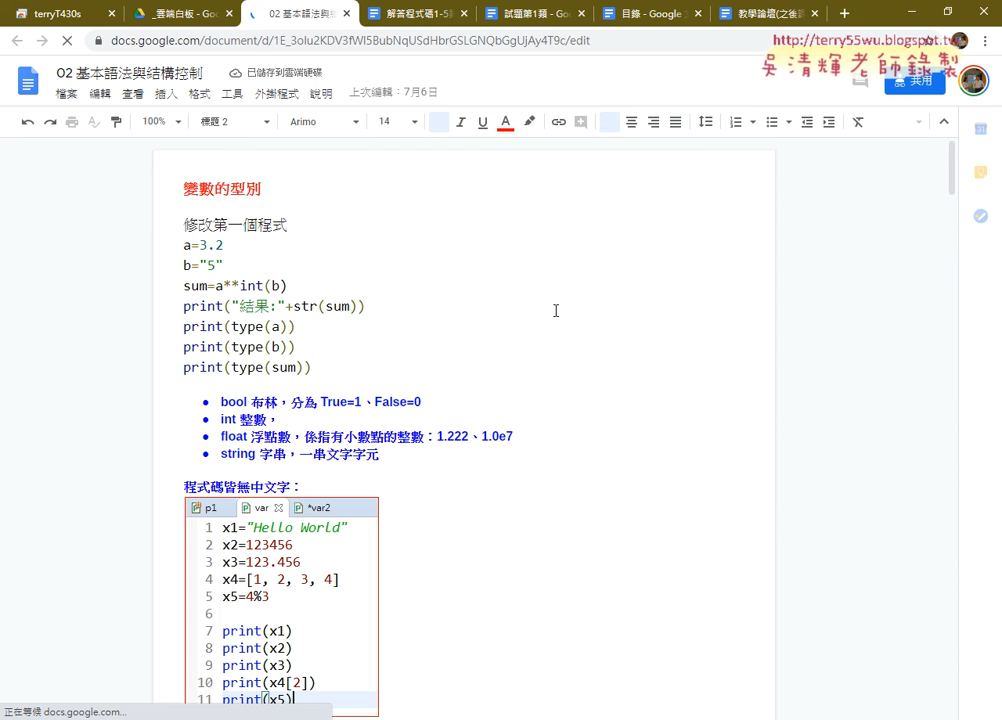 terryT430s
_雲端白板 - Goo
02 基本語法與結
解答程式碼1-5類
試題第1類 - Goo
目錄 - Google 文
教學論壇(之後課
docs.google.com/document/d/1E_3oIu2KDV3fWI5BubNqUSdHbrGSLGNQbGgUjAy4T9c/edit
http://terry55wu.blogspot.tw
吳清輝老師錄製
02 基本語法與結構控制
已儲存到雲端硬碟
檔案 編輯 查看 插入 格式 工具 外掛程式 說明 上次編輯：7月6日
共用
100% 標題 2 Arimo 14
變數的型別
修改第一個程式
a=3.2
b="5"
sum=a**int(b)
print("結果:"+str(sum))
print(type(a))
print(type(b))
print(type(sum))
● bool 布林，分為 True=1、False=0
● int 整數，
● float 浮點數，係指有小數點的整數：1.222、1.0e7
● string 字串，一串文字字元
程式碼皆無中文字：
p1 var *var2
1 x1="Hello World"
2 x2=123456
3 x3=123.456
4 x4=[1, 2, 3, 4]
5 x5=4%3
6
7 print(x1)
8 print(x2)
9 print(x3)
10 print(x4[2])
11 print(x5)
正在等候 docs.google.com...